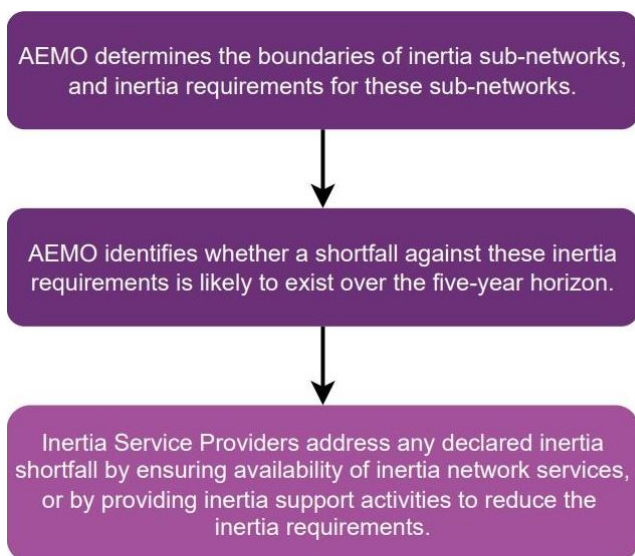 AEMO determines the boundaries of inertia sub-networks,
and inertia requirements for these sub-networks.
AEMO identifies whether a shortfall against these inertia
requirements is likely to exist over the five-year horizon.
Inertia Service Providers address any declared inertia
shortfall by ensuring availability of inertia network services,
or by providing inertia support activities to reduce the
inertia requirements.